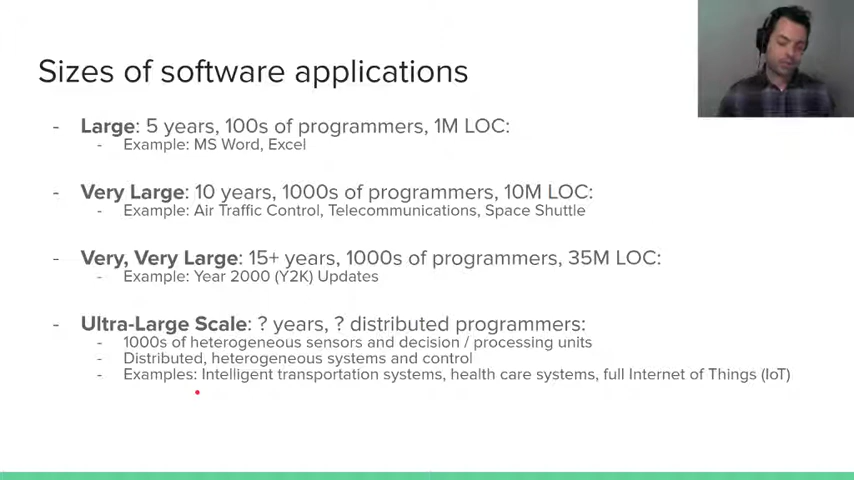 Sizes of software applications
- Large: 5 years, 100s of programmers, 1M LOC:
- Example: MS Word, Excel
- Very Large: 10 years, 1000s of programmers, 10M LOC:
- Example: Air Traffic Control, Telecommunications, Space Shuttle
- Very, Very Large: 15+ years, 1000s of programmers, 35M LOC:
- Example: Year 2000 (Y2K) Updates
- Ultra-Large Scale: ? years, ? distributed programmers:
- 1000s of heterogeneous sensors and decision / processing units
- Distributed, heterogeneous systems and control
- Examples: Intelligent transportation systems, health care systems, full Internet of Things (IoT)